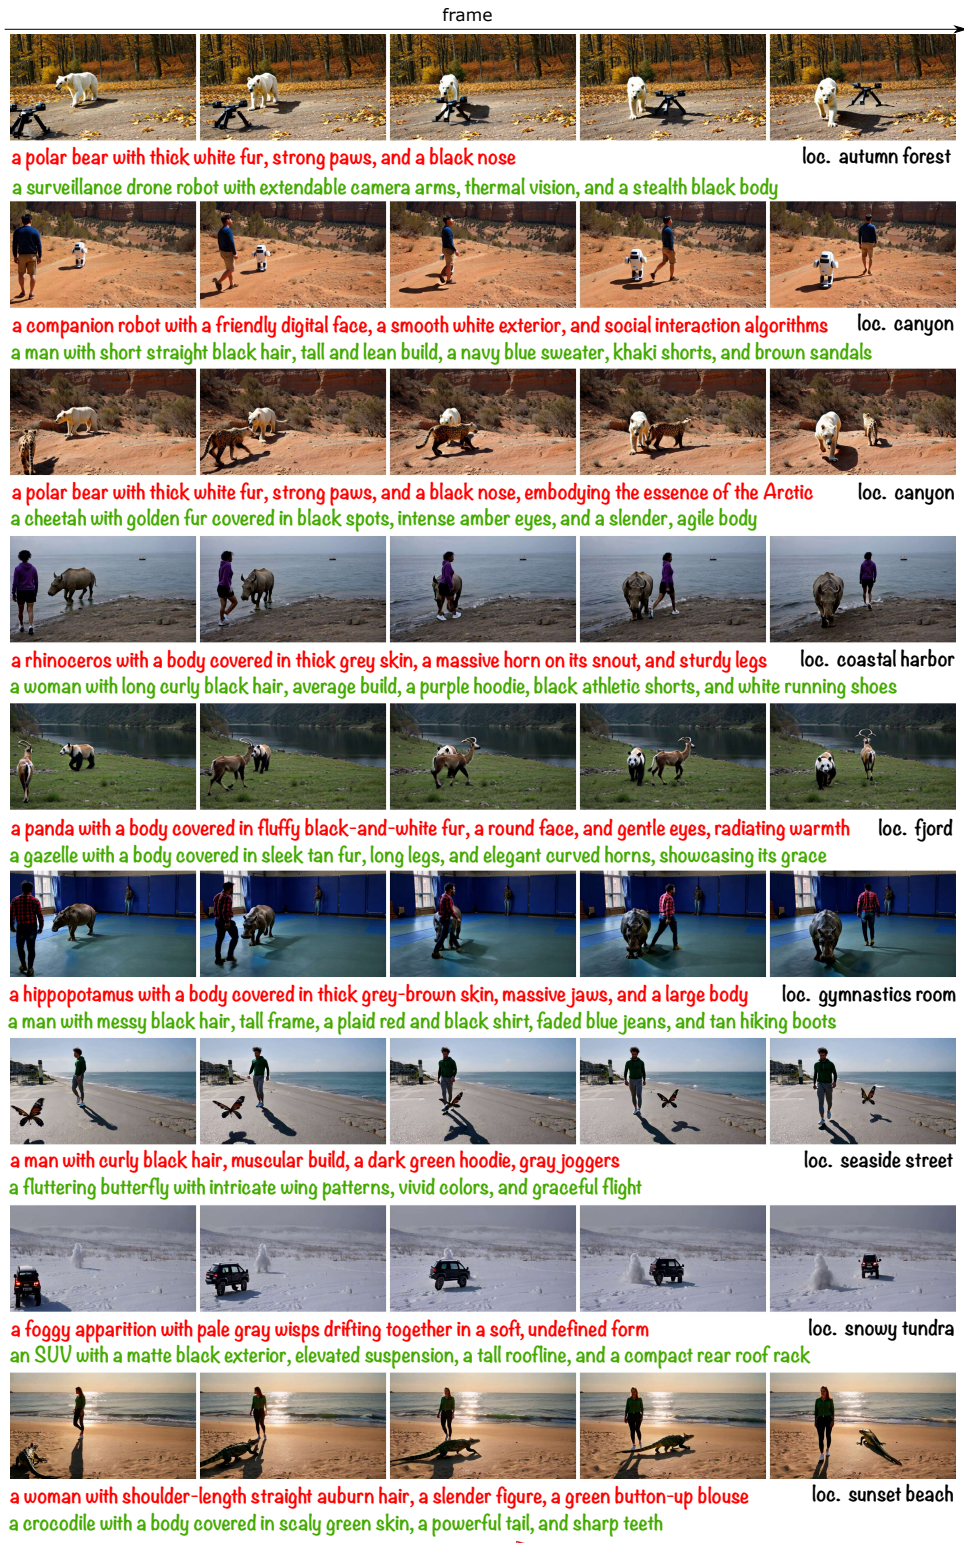 frame
a polar bear with thick white fur, strong paws, and a black nose
loc. autumn forest
a surveillance drone robot with extendable camera arms, thermal vision, and a stealth black body
a companion robot with a friendly digital face, a smooth white exterior, and social interaction algorithms
loc. canyon
a man with short straight black hair, tall and lean build, a navy blue sweater, khaki shorts, and brown sandals
a polar bear with thick white fur, strong paws, and a black nose, embodying the essence of the Arctic
loc. canyon
a cheetah with golden fur covered in black spots, intense amber eyes, and a slender, agile body
a rhinoceros with a body covered in thick grey skin, a massive horn on its snout, and sturdy legs
loc. coastal harbor
a woman with long curly black hair, average build, a purple hoodie, black athletic shorts, and white running shoes
a panda with a body covered in fluffy black-and-white fur, a round face, and gentle eyes, radiating warmth
loc. fjord
a gazelle with a body covered in sleek tan fur, long legs, and elegant curved horns, showcasing its grace
a hippopotamus with a body covered in thick grey-brown skin, massive jaws, and a large body
loc. gymnastics room
a man with messy black hair, tall frame, a plaid red and black shirt, faded blue jeans, and tan hiking boots
a man with curly black hair, muscular build, a dark green hoodie, gray joggers
loc. seaside street
a fluttering butterfly with intricate wing patterns, vivid colors, and graceful flight
a foggy apparition with pale gray wisps drifting together in a soft, undefined form
loc. snowy tundra
an SUV with a matte black exterior, elevated suspension, a tall roofline, and a compact rear roof rack
a woman with shoulder-length straight auburn hair, a slender figure, a green button-up blouse
loc. sunset beach
a crocodile with a body covered in scaly green skin, a powerful tail, and sharp teeth